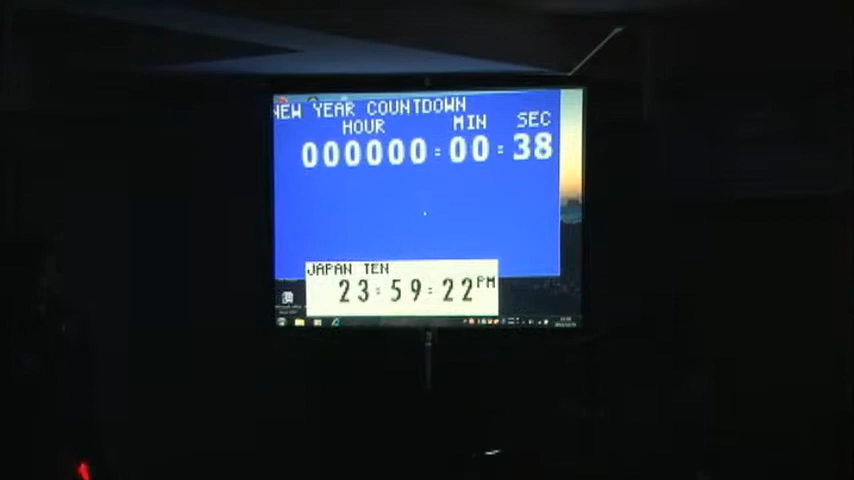 NEW YEAR COUNTDOWN
HOUR MIN SEC
000000:00:38
JAPAN TEN
23:59:22 PM